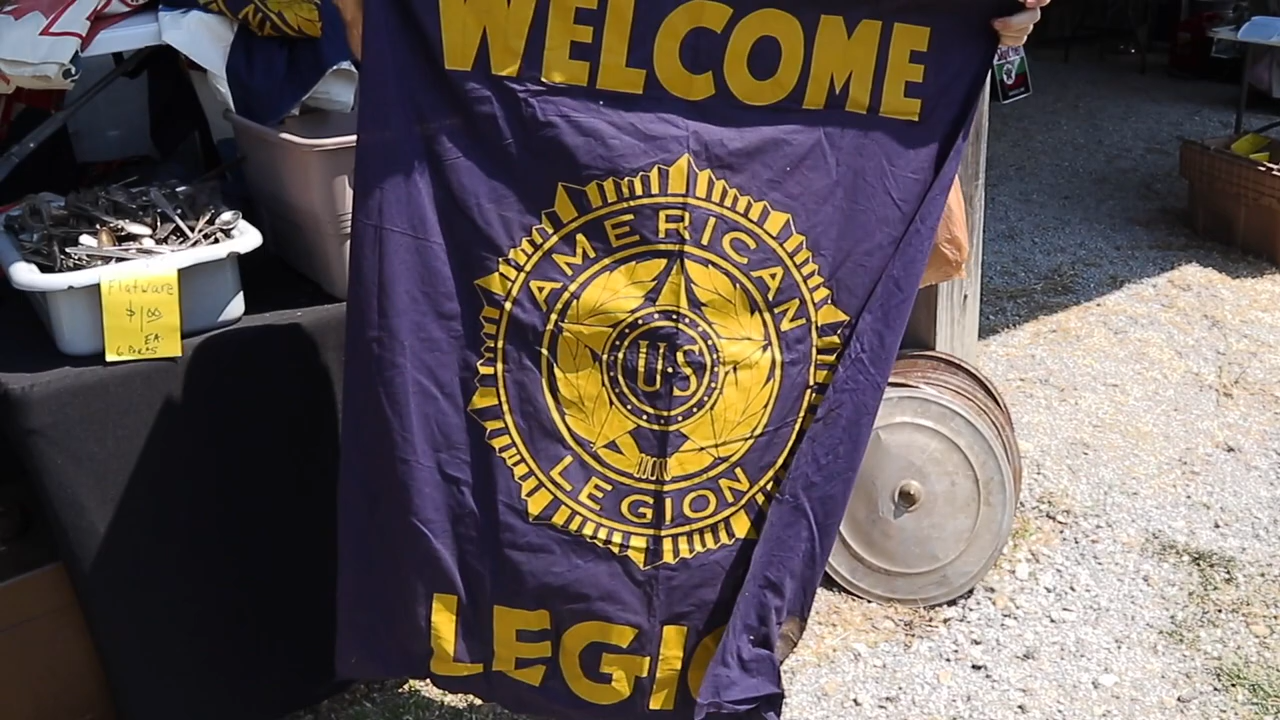 WELCOME
AMERICAN
U·S
LEGION
LEGIO
Flatware
$1.00
EA.